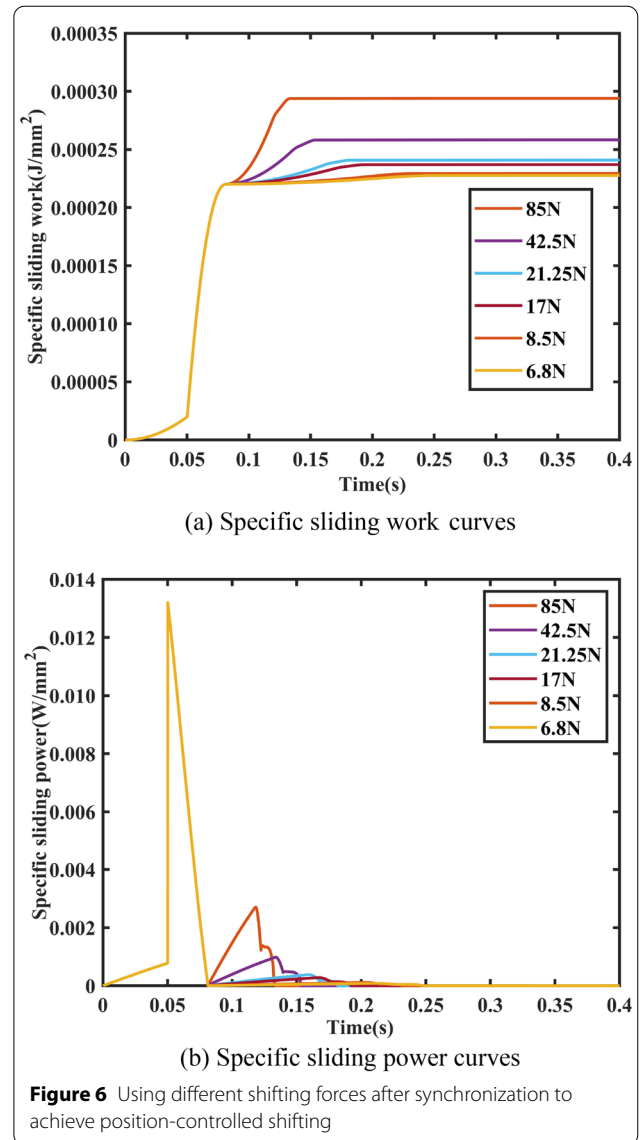 0.00035
0.00030
0.00025
0.00020
0.00015
0.00010
0.00005
0
Specific sliding work(J/mm²)
85N
42.5N
21.25N
17N
8.5N
6.8N
0 0.05 0.1 0.15 0.2 0.25 0.3 0.35 0.4
Time(s)
(a) Specific sliding work curves
0.014
0.012
0.010
0.008
0.006
0.004
0.002
0
Specific sliding power(W/mm²)
85N
42.5N
21.25N
17N
8.5N
6.8N
0 0.05 0.1 0.15 0.2 0.25 0.3 0.35 0.4
Time(s)
(b) Specific sliding power curves
Figure 6 Using different shifting forces after synchronization to
achieve position-controlled shifting